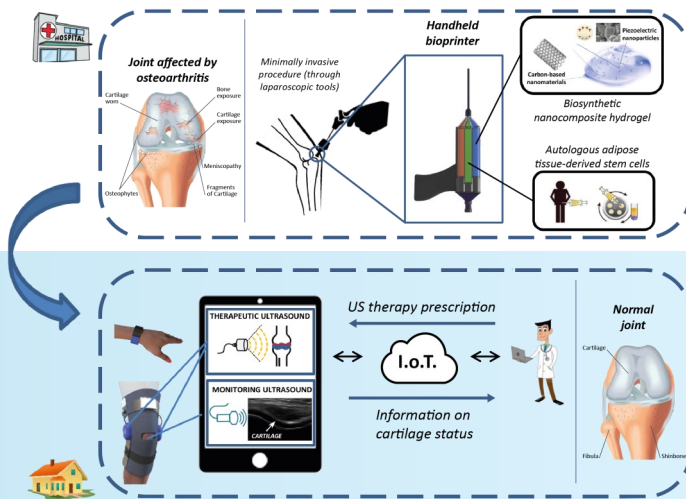 HOSPITAL
Joint affected by
osteoarthritis
Cartilage
worn
Bone
exposure
Cartilage
exposure
Meniscopathy
Osteophytes
Fragments
of Cartilage
Minimally invasive
procedure (through
laparoscopic tools)
Handheld
bioprinter
Piezoelectric
nanoparticles
Carbon-based
nanomaterials
Biosynthetic
nanocomposite hydrogel
Autologous adipose
tissue-derived stem cells
THERAPEUTIC ULTRASOUND
MONITORING ULTRASOUND
CARTILAGE
US therapy prescription
I.o.T.
Information on
cartilage status
Normal
joint
Cartilage
Fibula
Shinbone